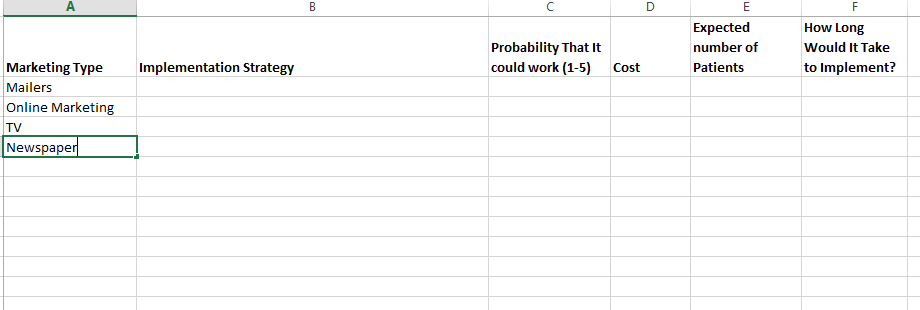 A B C D E F
Expected How Long
Probability That It number of Would It Take
Marketing Type Implementation Strategy could work (1-5) Cost Patients to Implement?
Mailers
Online Marketing
TV
Newspaper